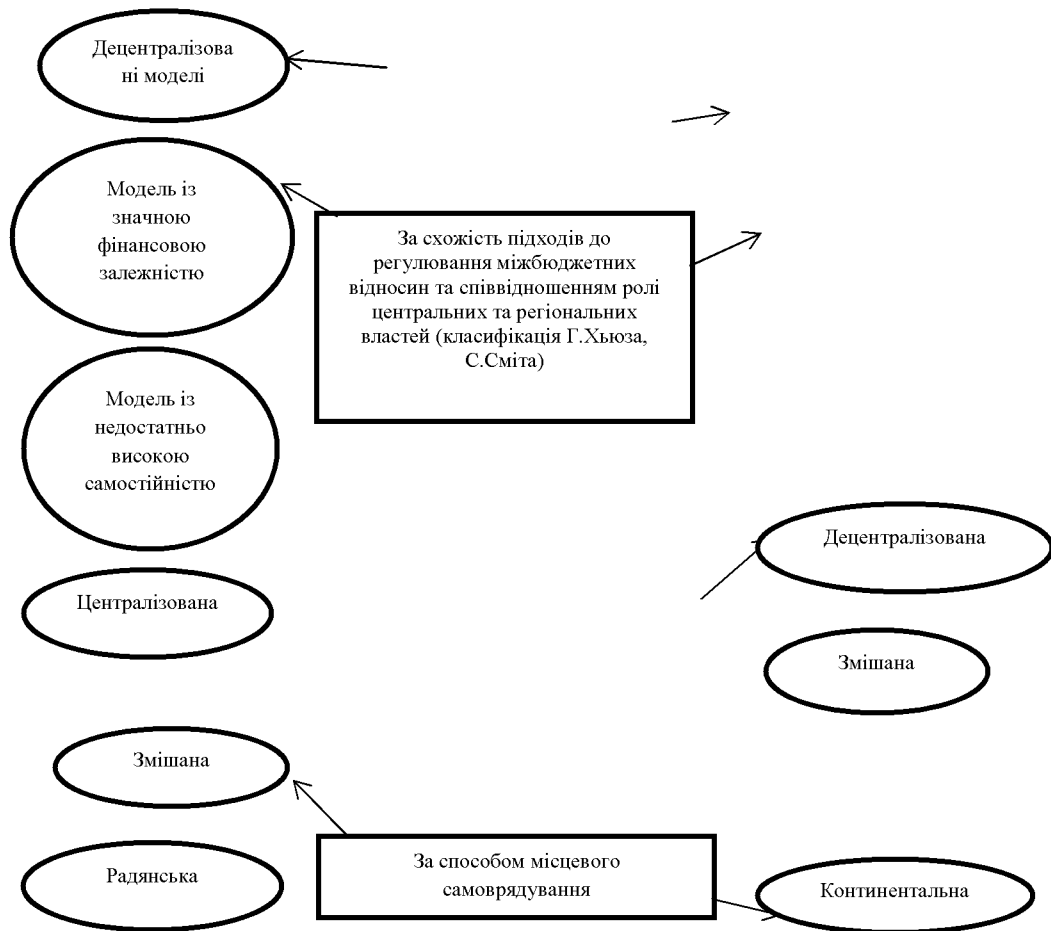 Децентралізова
ні моделі
Модель із
значною
фінансовою
залежністю
За схожість підходів до
регулювання міжбюджетних
відносин та співвідношенням ролі
центральних та регіональних
властей (класифікація Г.Хьюза,
С.Сміта)
Модель із
недостатньо
високою
самостійністю
Децентралізована
Централізована
Змішана
Змішана
За способом місцевого
самоврядування
Радянська
Континентальна